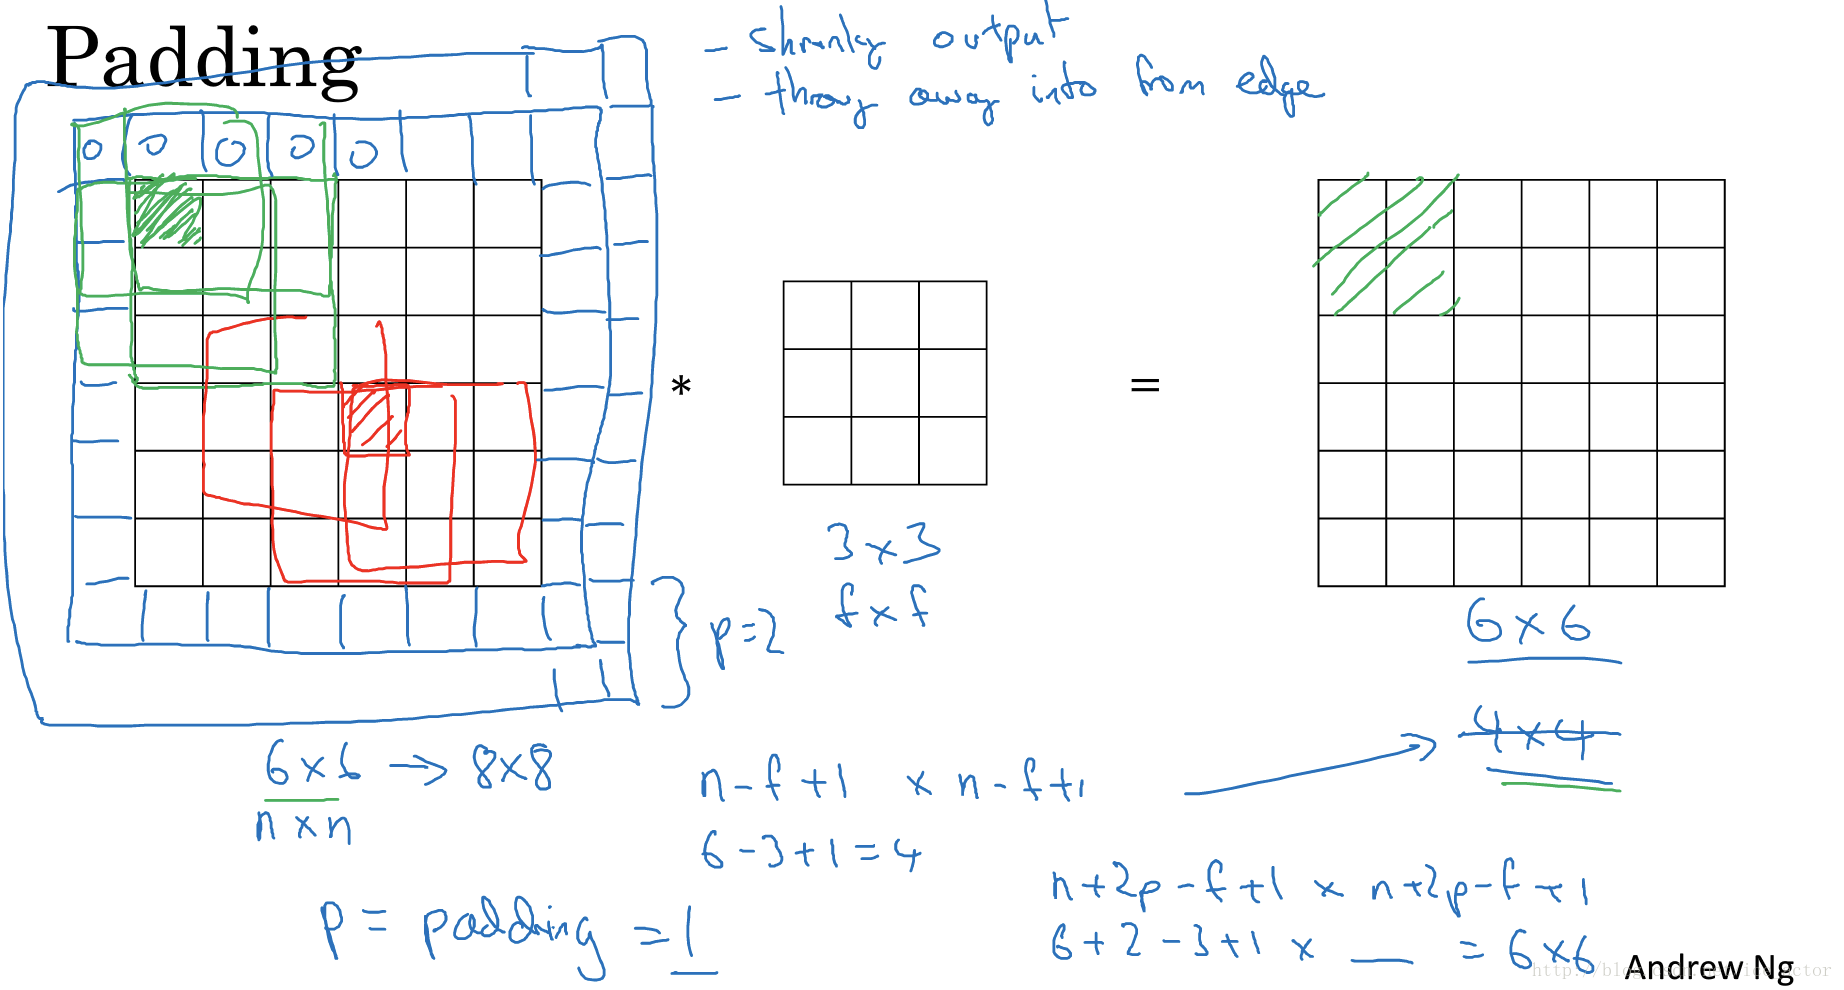 Padding
- shrinky output
- throw away info from edge
0 0 0 0 0
*
=
3 x 3
f x f
p=2
6 x 6
4 x 4
6 x 6 → 8 x 8
n x n
n - f + 1 x n - f + 1
6 - 3 + 1 = 4
n + 2p - f + 1 x n + 2p - f + 1
6 + 2 - 3 + 1 x __ = 6 x 6
p = padding = 1
Andrew Ng